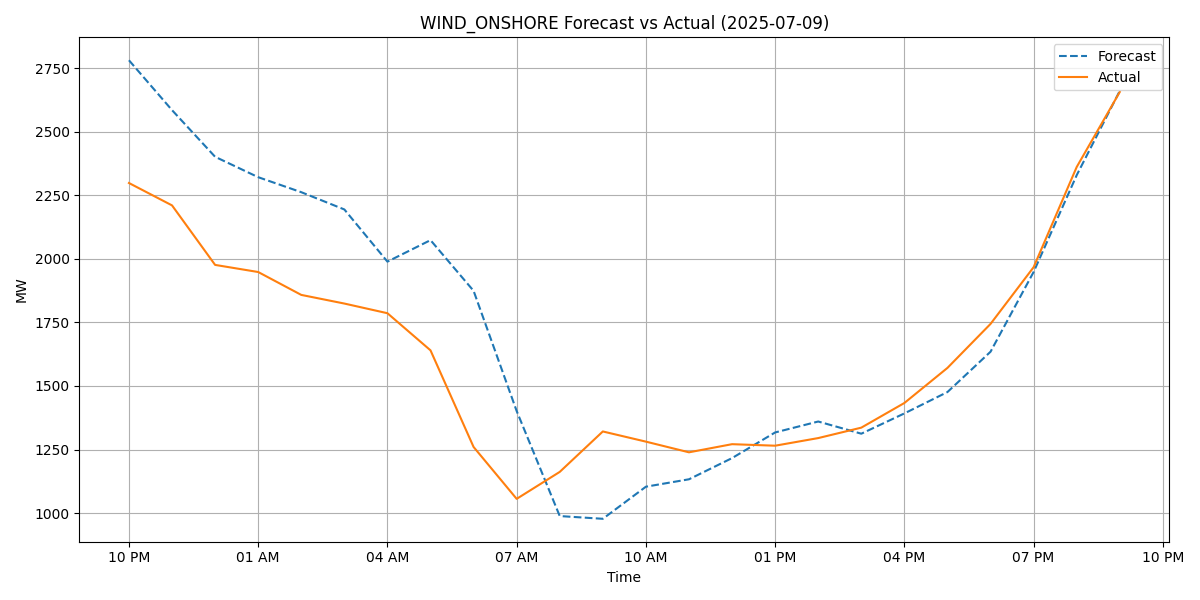 WIND_ONSHORE Forecast vs Actual (2025-07-09)
Forecast
Actual
2750
2500
2250
2000
1750
1500
1250
1000
MW
10 PM
01 AM
04 AM
07 AM
10 AM
01 PM
04 PM
07 PM
10 PM
Time